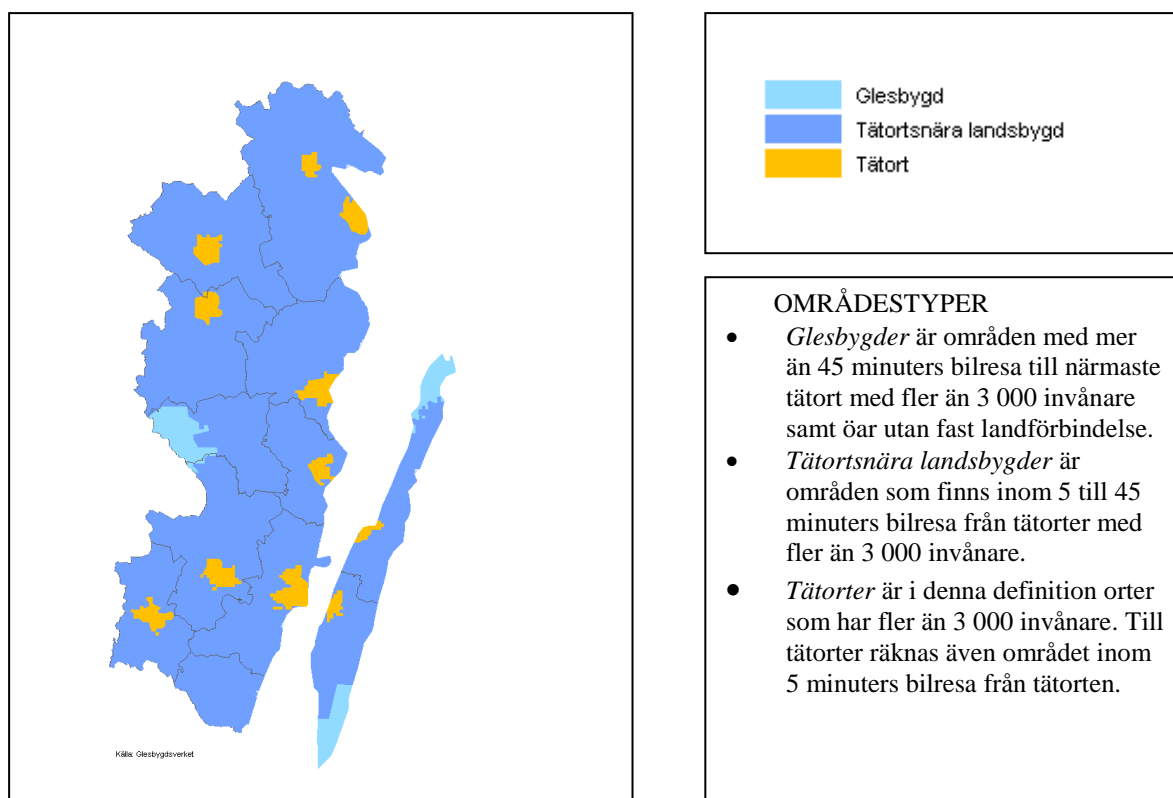 Källa: Glesbygdsverket
Glesbygd
Tätortsnära landsbygd
Tätort
OMRÅDESTYPER
• Glesbygder är områden med mer
än 45 minuters bilresa till närmaste
tätort med fler än 3 000 invånare
samt öar utan fast landförbindelse.
• Tätortsnära landsbygder är
områden som finns inom 5 till 45
minuters bilresa från tätorter med
fler än 3 000 invånare.
• Tätorter är i denna definition orter
som har fler än 3 000 invånare. Till
tätorter räknas även området inom
5 minuters bilresa från tätorten.